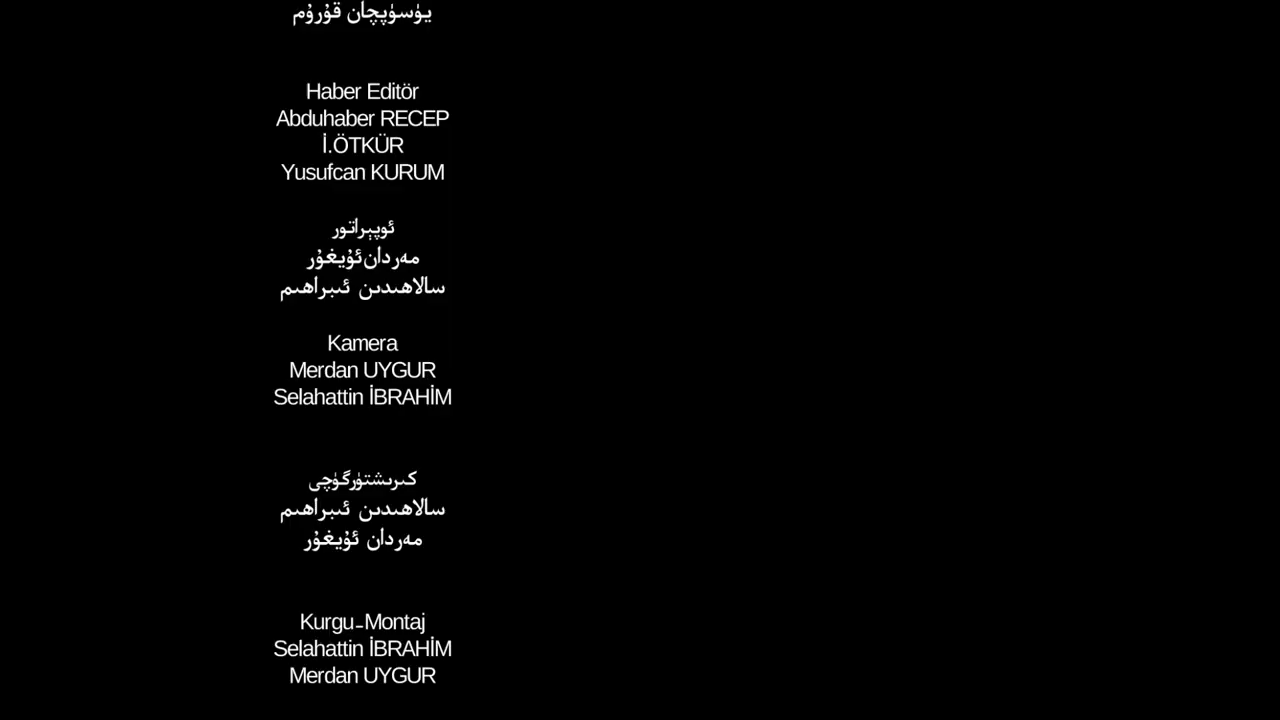 يۈسۈپچان قۇرۇم
Haber Editör
Abduhaber RECEP
İ.ÖTKÜR
Yusufcan KURUM
ئوپېراتور
مەردان ئۇيغۇر
سالاھىدىن ئىبراھىم
Kamera
Merdan UYGUR
Selahattin İBRAHİM
كىرىشتۈرگۈچى
سالاھىدىن ئىبراھىم
مەردان ئۇيغۇر
Kurgu-Montaj
Selahattin İBRAHİM
Merdan UYGUR